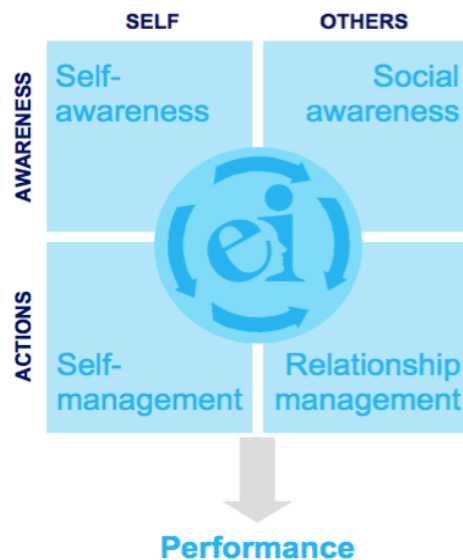 SELF
OTHERS
AWARENESS
Self-
awareness
Social
awareness
ei
ACTIONS
Self-
management
Relationship
management
Performance